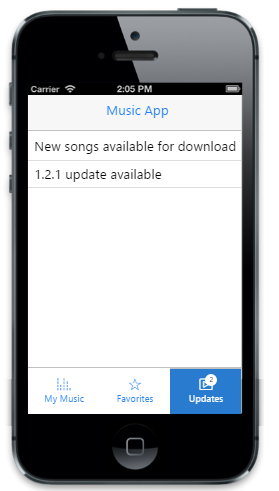 Carrier 2:05 PM
Music App
New songs available for download
1.2.1 update available
2
My Music Favorites Updates